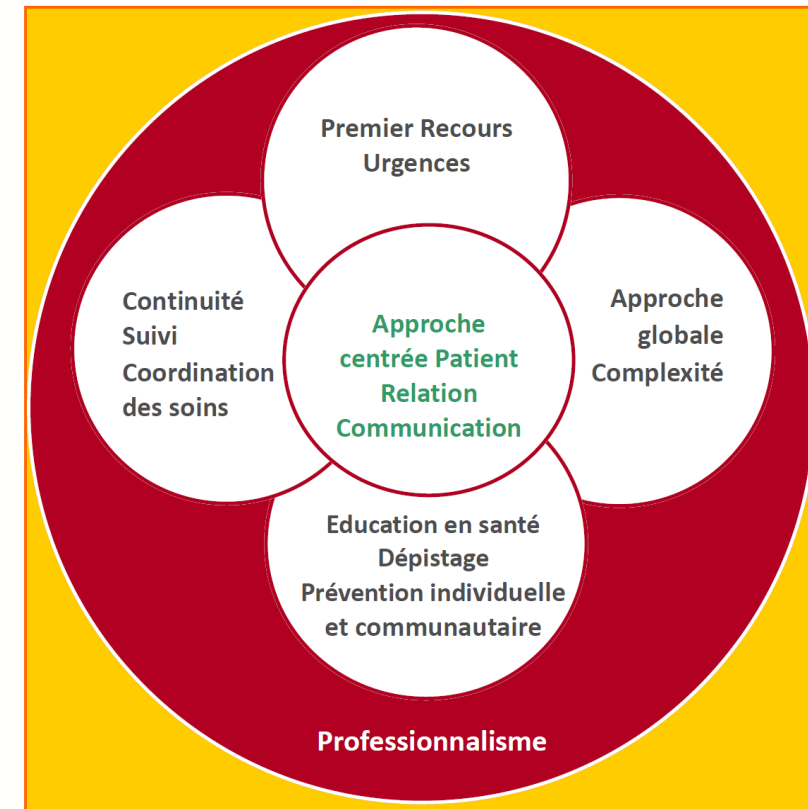 Premier Recours
Urgences
Continuité
Suivi
Coordination
des soins
Approche
centrée Patient
Relation
Communication
Approche
globale
Complexité
Education en santé
Dépistage
Prévention individuelle
et communautaire
Professionnalisme